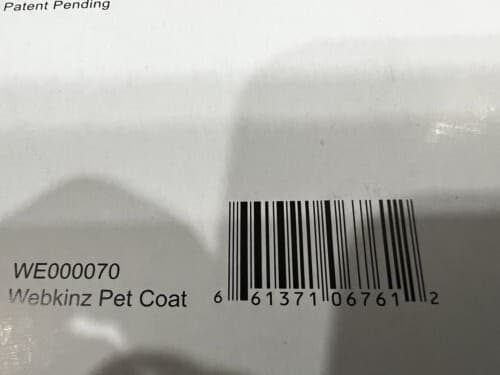 Patent Pending
WE000070
Webkinz Pet Coat
6 61371 06761 2